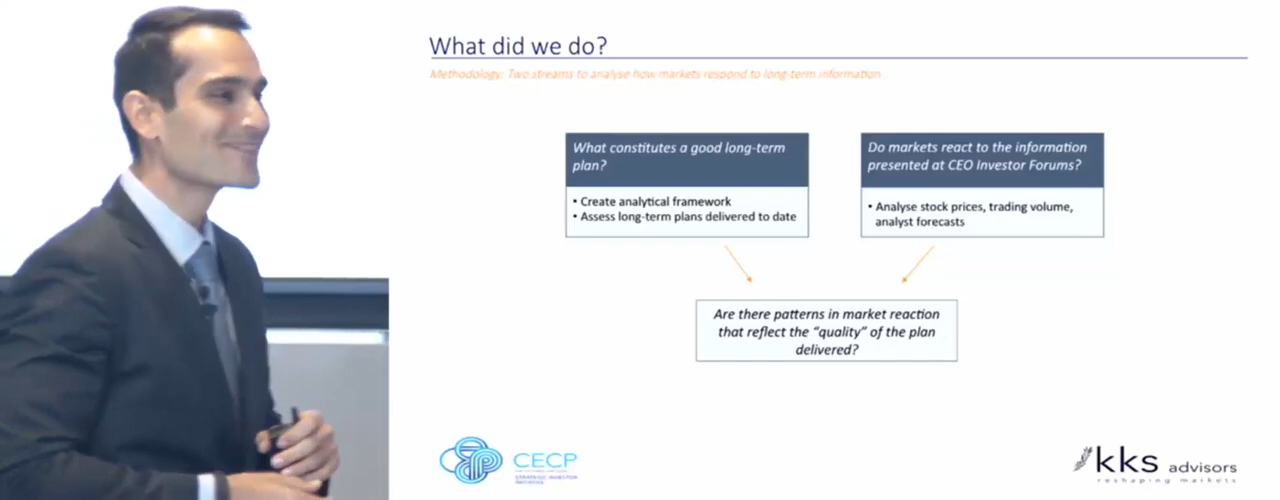 What did we do?
Methodology: Two streams to analyse how markets respond to long-term information
What constitutes a good long-term
plan?
• Create analytical framework
• Assess long-term plans delivered to date
Do markets react to the information
presented at CEO Investor Forums?
• Analyse stock prices, trading volume,
analyst forecasts
Are there patterns in market reaction
that reflect the “quality” of the plan
delivered?
CECP
STRATEGIC INVESTOR
INITIATIVE
kks advisors
reshaping markets